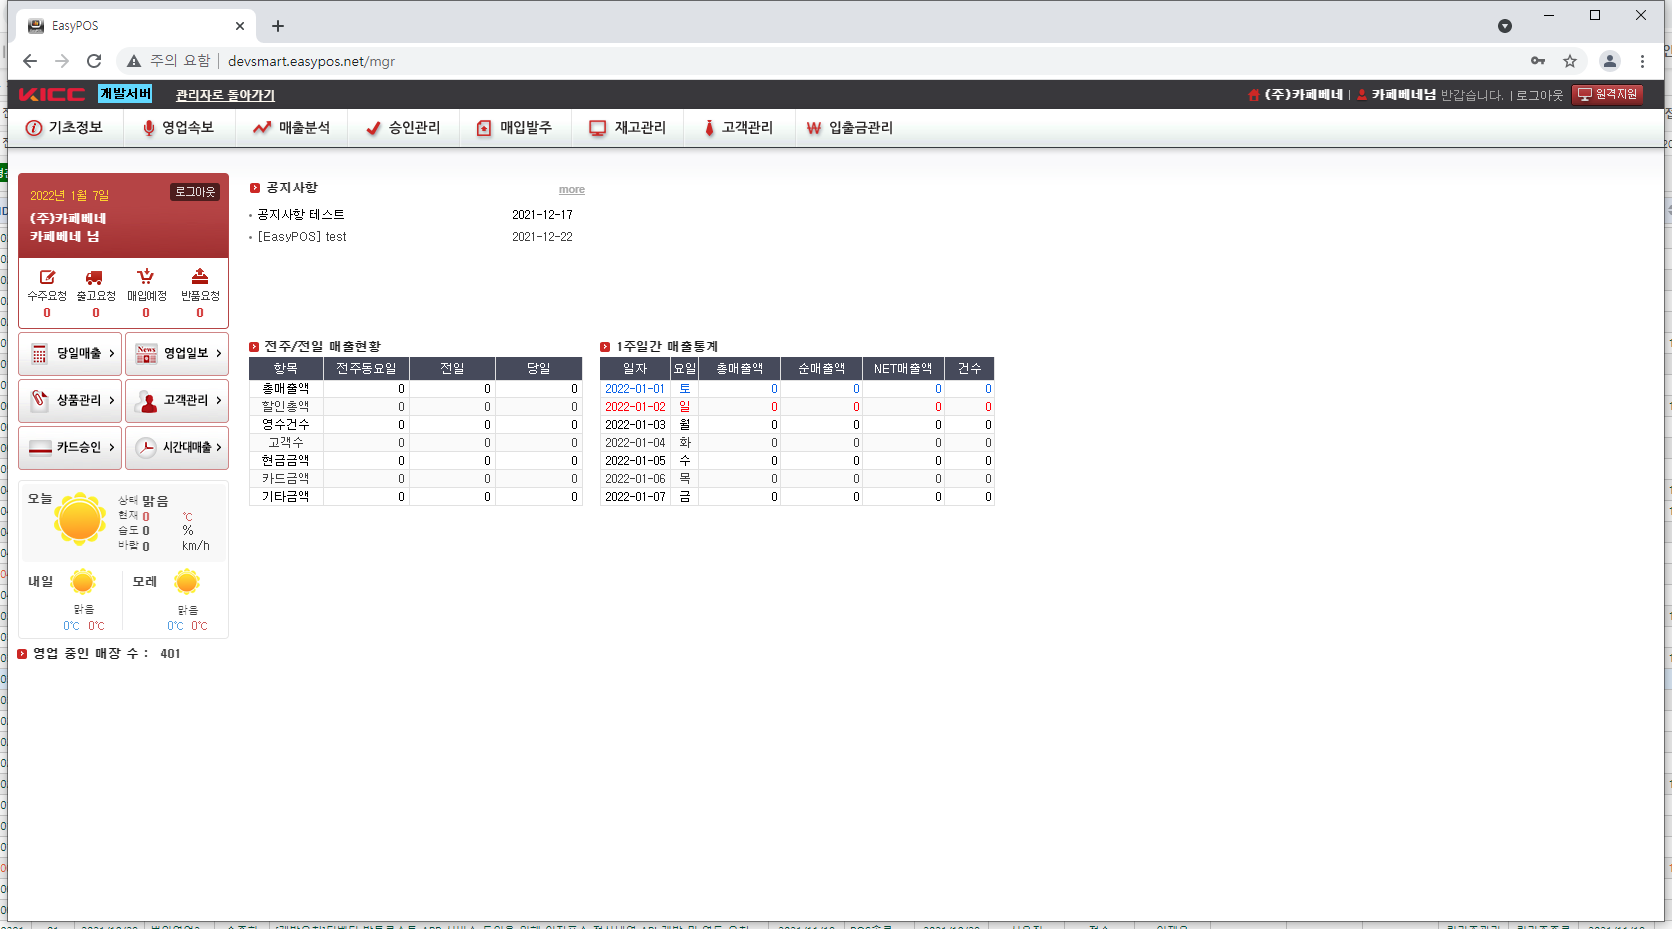 EasyPOS
주의 요함 devsmart.easypos.net/mgr
KICC 개발서버 관리자로 돌아가기 (주)카페베네 | 카페베네님 반갑습니다. | 로그아웃 원격지원
기초정보 영업속보 매출분석 승인관리 매입발주 재고관리 고객관리 ₩ 입출금관리
2022년 1월 7일 로그아웃
(주)카페베네
카페베네 님
수주요청 출고요청 매입예정 반품요청
0 0 0 0
당일매출 News 영업일보
상품관리 고객관리
카드승인 시간대매출
오늘 상태 맑음
현재 0 ℃
습도 0 %
바람 0 km/h
내일 모레
맑음 맑음
0℃ 0℃ 0℃ 0℃
영업 중인 매장 수 : 401
공지사항 more
공지사항 테스트 2021-12-17
[EasyPOS] test 2021-12-22
전주/전일 매출현황
항목 전주동요일 전일 당일
총매출액 0 0 0
할인총액 0 0 0
영수건수 0 0 0
고객수 0 0 0
현금금액 0 0 0
카드금액 0 0 0
기타금액 0 0 0
1주일간 매출통계
일자 요일 총매출액 순매출액 NET매출액 건수
2022-01-01 토 0 0 0 0
2022-01-02 일 0 0 0 0
2022-01-03 월 0 0 0 0
2022-01-04 화 0 0 0 0
2022-01-05 수 0 0 0 0
2022-01-06 목 0 0 0 0
2022-01-07 금 0 0 0 0